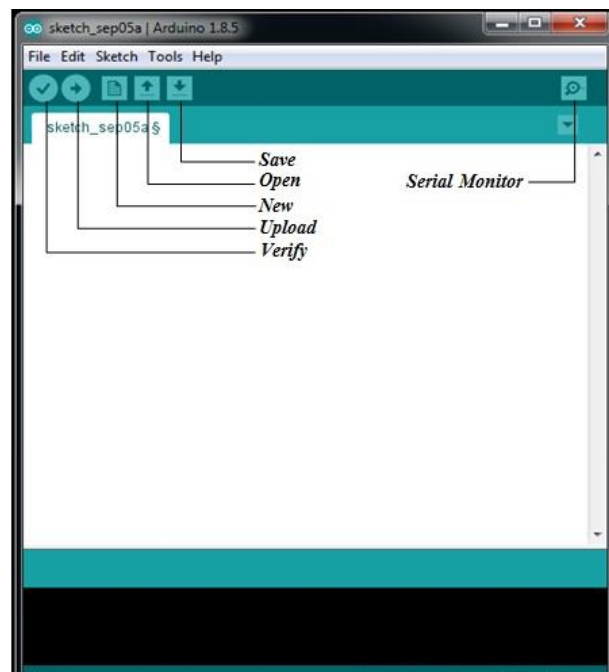 sketch_sep05a | Arduino 1.8.5
File Edit Sketch Tools Help
sketch_sep05a §
Save
Open
Serial Monitor
New
Upload
Verify